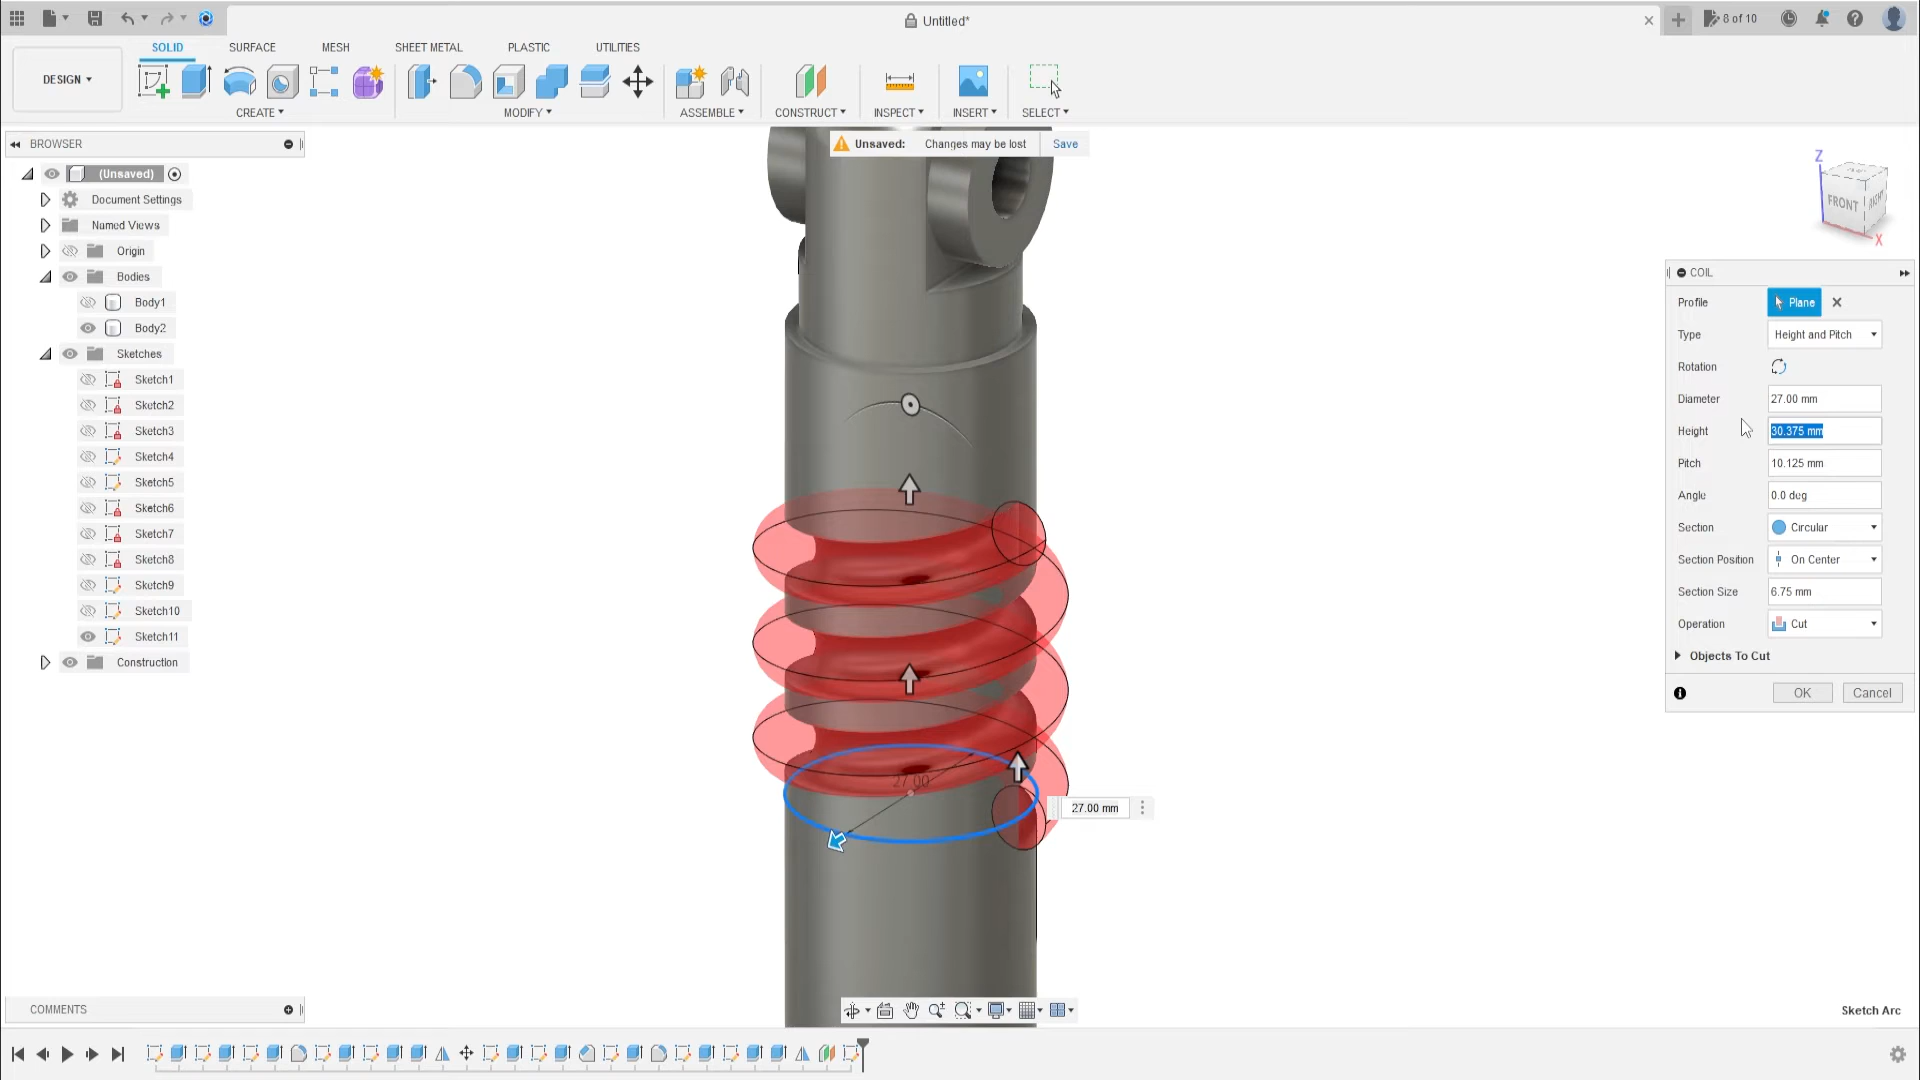 Untitled*
8 of 10
DESIGN
SOLID
SURFACE
MESH
SHEET METAL
PLASTIC
UTILITIES
CREATE
MODIFY
ASSEMBLE
CONSTRUCT
INSPECT
INSERT
SELECT
BROWSER
Unsaved: Changes may be lost Save
(Unsaved)
Document Settings
Named Views
Origin
Bodies
Body1
Body2
Sketches
Sketch1
Sketch2
Sketch3
Sketch4
Sketch5
Sketch6
Sketch7
Sketch8
Sketch9
Sketch10
Sketch11
Construction
Z
FRONT
RIGHT
X
27.00
27.00 mm
COIL
Profile Plane
Type Height and Pitch
Rotation
Diameter 27.00 mm
Height 30.375 mm
Pitch 10.125 mm
Angle 0.0 deg
Section Circular
Section Position On Center
Section Size 6.75 mm
Operation Cut
Objects To Cut
OK Cancel
COMMENTS
Sketch Arc